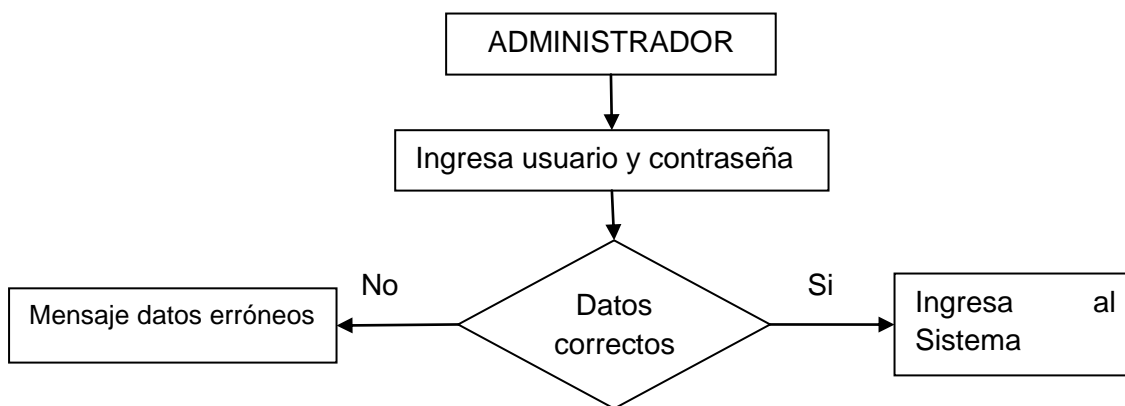 ADMINISTRADOR
Ingresa usuario y contraseña
No
Si
Mensaje datos erróneos
Datos
correctos
Ingresa al
Sistema